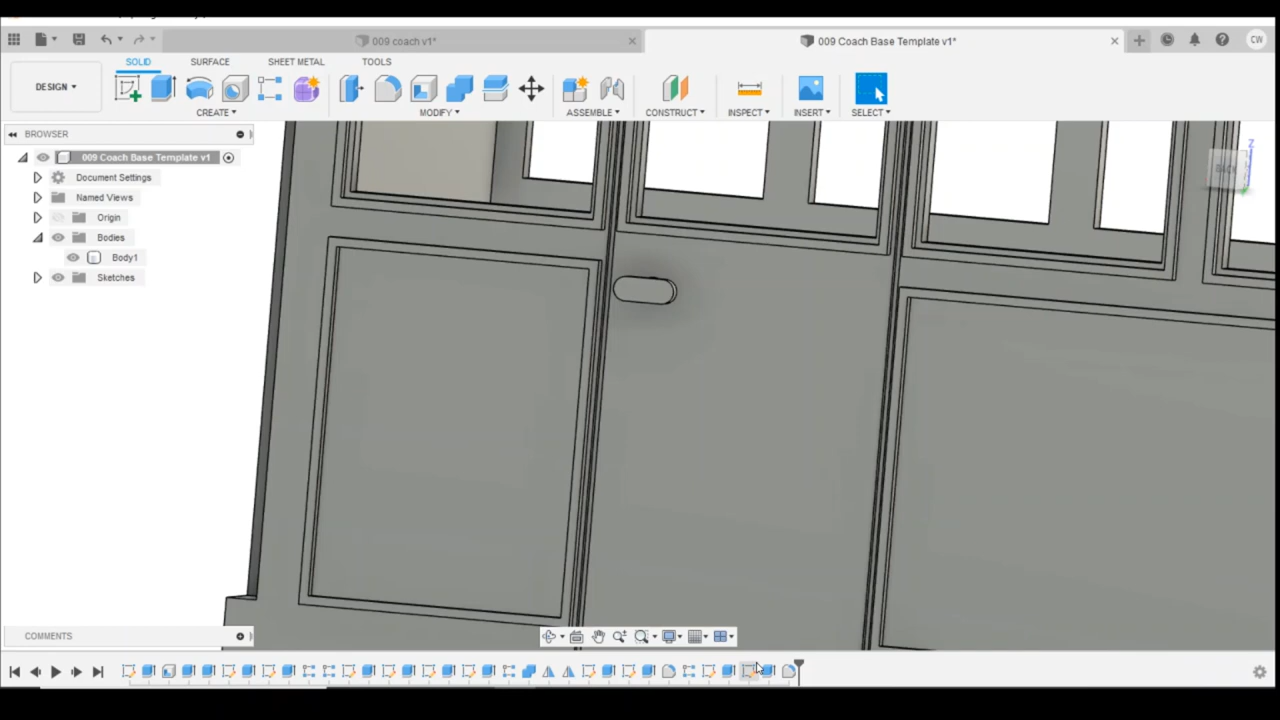 009 coach v1*
009 Coach Base Template v1*
CW
DESIGN
SOLID
SURFACE
SHEET METAL
TOOLS
CREATE
MODIFY
ASSEMBLE
CONSTRUCT
INSPECT
INSERT
SELECT
BROWSER
009 Coach Base Template v1
Document Settings
Named Views
Origin
Bodies
Body1
Sketches
BACK
Z
COMMENTS